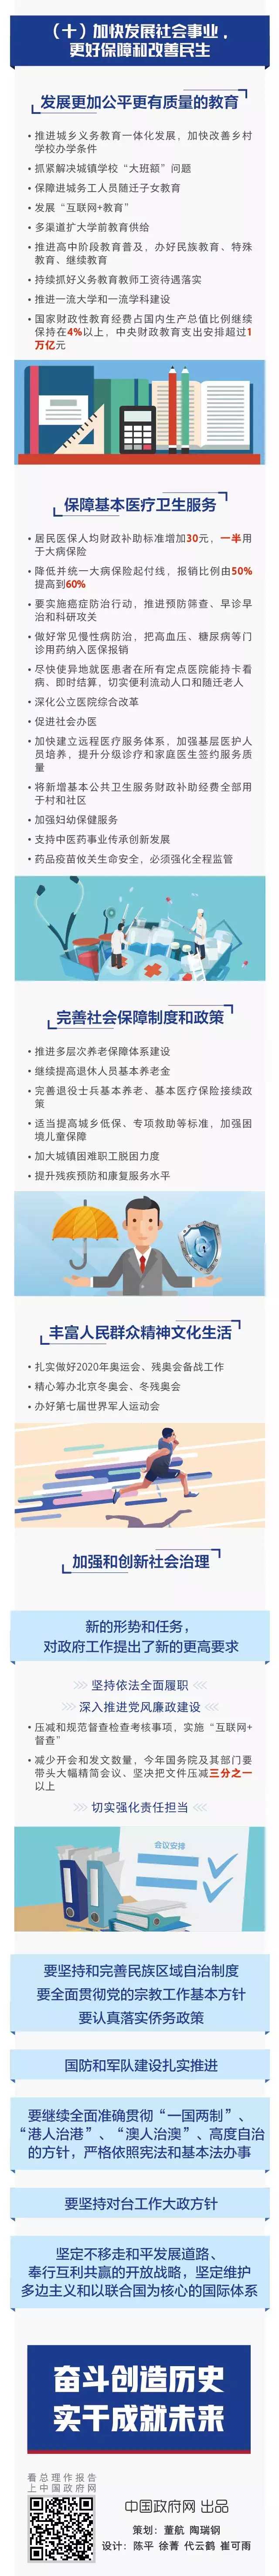 （十）加快发展社会事业，
更好保障和改善民生
发展更加公平更有质量的教育
• 推进城乡义务教育一体化发展，加快改善乡村
学校办学条件
• 抓紧解决城镇学校“大班额”问题
• 保障进城务工人员随迁子女教育
• 发展“互联网+教育”
• 多渠道扩大学前教育供给
• 推进高中阶段教育普及，办好民族教育、特殊
教育、继续教育
• 持续抓好义务教育教师工资待遇落实
• 推进一流大学和一流学科建设
• 国家财政性教育经费占国内生产总值比例继续
保持在4%以上，中央财政教育支出安排超过1
万亿元
保障基本医疗卫生服务
• 居民医保人均财政补助标准增加30元，一半用
于大病保险
• 降低并统一大病保险起付线，报销比例由50%
提高到60%
• 要实施癌症防治行动，推进预防筛查、早诊早
治和科研攻关
• 做好常见慢性病防治，把高血压、糖尿病等门
诊用药纳入医保报销
• 尽快使异地就医患者在所有定点医院能持卡看
病、即时结算，切实便利流动人口和随迁老人
• 深化公立医院综合改革
• 促进社会办医
• 加快建立远程医疗服务体系，加强基层医护人
员培养，提升分级诊疗和家庭医生签约服务质
量
• 将新增基本公共卫生服务财政补助经费全部用
于村和社区
• 加强妇幼保健服务
• 支持中医药事业传承创新发展
• 药品疫苗攸关生命安全，必须强化全程监管
完善社会保障制度和政策
• 推进多层次养老保障体系建设
• 继续提高退休人员基本养老金
• 完善退役士兵基本养老、基本医疗保险接续政
策
• 适当提高城乡低保、专项救助等标准，加强困
境儿童保障
• 加大城镇困难职工脱困力度
• 提升残疾预防和康复服务水平
丰富人民群众精神文化生活
• 扎实做好2020年奥运会、残奥会备战工作
• 精心筹办北京冬奥会、冬残奥会
• 办好第七届世界军人运动会
加强和创新社会治理
新的形势和任务，
对政府工作提出了新的更高要求
坚持依法全面履职
深入推进党风廉政建设
• 压减和规范督查检查考核事项，实施“互联网+
督查”
• 减少开会和发文数量，今年国务院及其部门要
带头大幅精简会议、坚决把文件压减三分之一
以上
切实强化责任担当
会议安排
要坚持和完善民族区域自治制度
要全面贯彻党的宗教工作基本方针
要认真落实侨务政策
国防和军队建设扎实推进
要继续全面准确贯彻“一国两制”、
“港人治港”、“澳人治澳”、高度自治
的方针，严格依照宪法和基本法办事
要坚持对台工作大政方针
坚定不移走和平发展道路、
奉行互利共赢的开放战略，坚定维护
多边主义和以联合国为核心的国际体系
奋斗创造历史
实干成就未来
看总理作报告
上中国政府网
中国政府网 出品
策划：董航 陶瑞钢
设计：陈平 徐菁 代云鹤 崔可雨